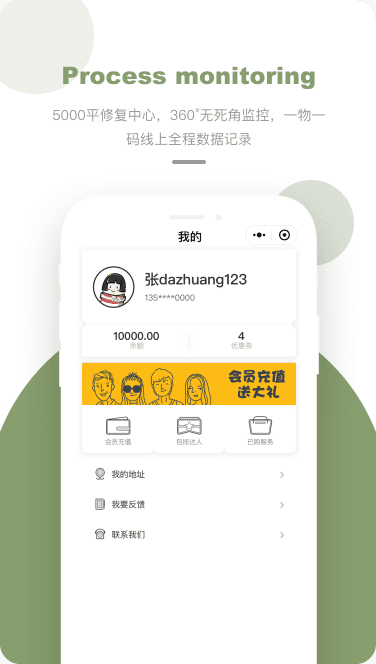 Process monitoring
5000平修复中心，360°无死角监控，一物一
码线上全程数据记录
我的
张dazhuang123
135****0000
10000.00
4
余额
优惠券
会员充值
送大礼
会员充值
包拯达人
已购服务
我的地址
我要反馈
联系我们